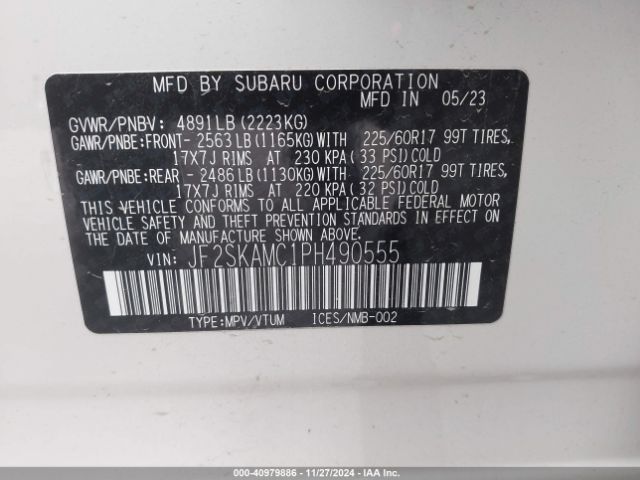 MFD BY SUBARU CORPORATION
MFD IN 05/23
GVWR/PNBV: 4891LB(2223KG)
GAWR/PNBE:FRONT- 2563LB(1165KG)WITH 225/60R17 99T TIRES,
17X7J RIMS AT 230 KPA(33 PSI)COLD
GAWR/PNBE:REAR - 2486LB(1130KG)WITH 225/60R17 99T TIRES,
17X7J RIMS AT 220 KPA(32 PSI)COLD
THIS VEHICLE CONFORMS TO ALL APPLICABLE FEDERAL MOTOR
VEHICLE SAFETY AND THEFT PREVENTION STANDARDS IN EFFECT ON
THE DATE OF MANUFACTURE SHOWN ABOVE.
VIN: JF2SKAMC1PH490555
TYPE:MPV/VTUM ICES/NMB-002
©COPYRIGHT - 40979886 - 11/27/2024 - IAA Inc.